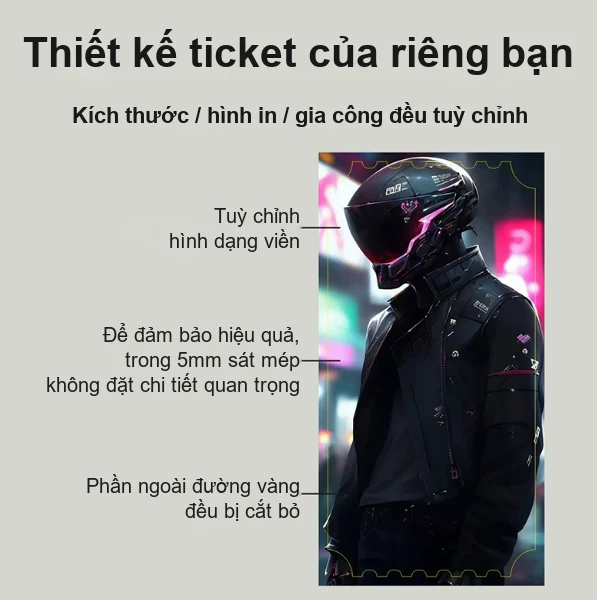 Thiết kế ticket của riêng bạn
Kích thước / hình in / gia công đều tuỳ chỉnh
Tuỳ chỉnh
hình dạng viền
Để đảm bảo hiệu quả,
trong 5mm sát mép
không đặt chi tiết quan trọng
Phần ngoài đường vàng
đều bị cắt bỏ